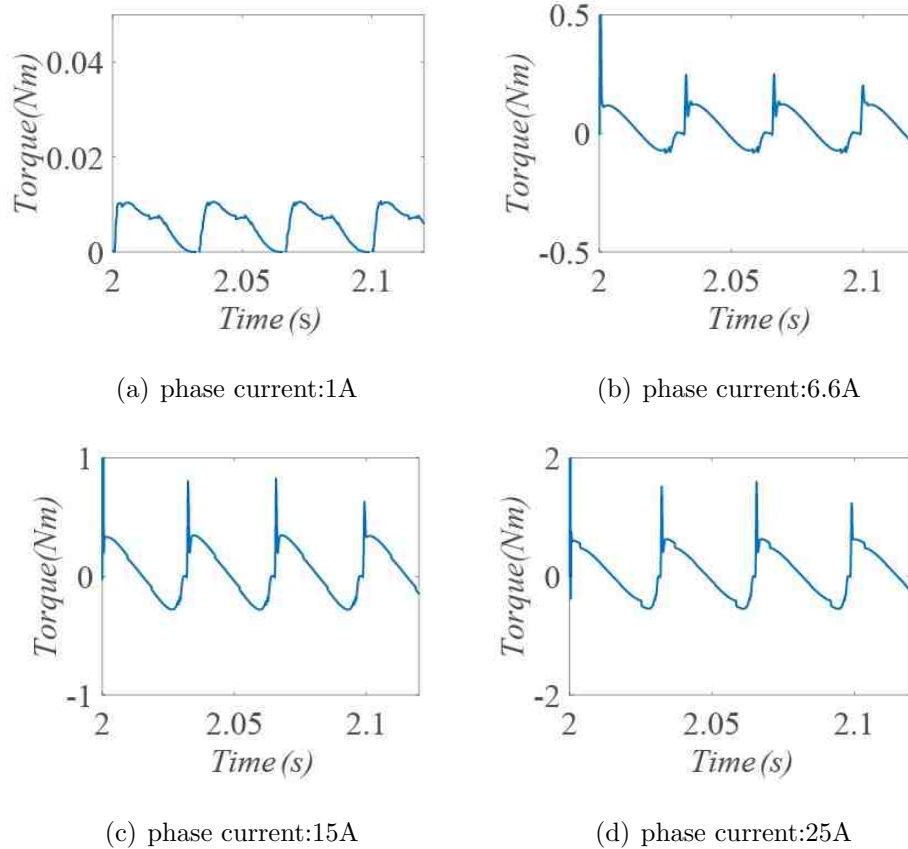 Torque(Nm)
0.04
0.02
0
2
2.05
2.1
Time (s)
(a) phase current:1A
Torque(Nm)
0.5
0
-0.5
2
2.05
2.1
Time (s)
(b) phase current:6.6A
Torque(Nm)
1
0
-1
2
2.05
2.1
Time (s)
(c) phase current:15A
Torque(Nm)
2
0
-2
2
2.05
2.1
Time (s)
(d) phase current:25A